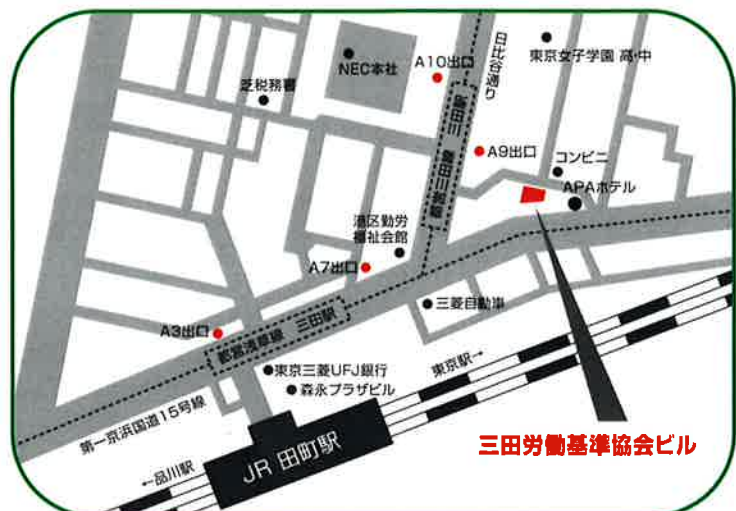 NEC本社
A10出口
日比谷通り
東京女子学園 高・中
芝税務署
都営三田線 三田駅
A9出口
コンビニ
APAホテル
港区勤労
福祉会館
A7出口
三菱自動車
A3出口
都営浅草線 三田駅
東京三菱UFJ銀行
森永プラザビル
東京駅→
第一京浜国道15号線
JR 田町駅
←品川駅
三田労働基準協会ビル